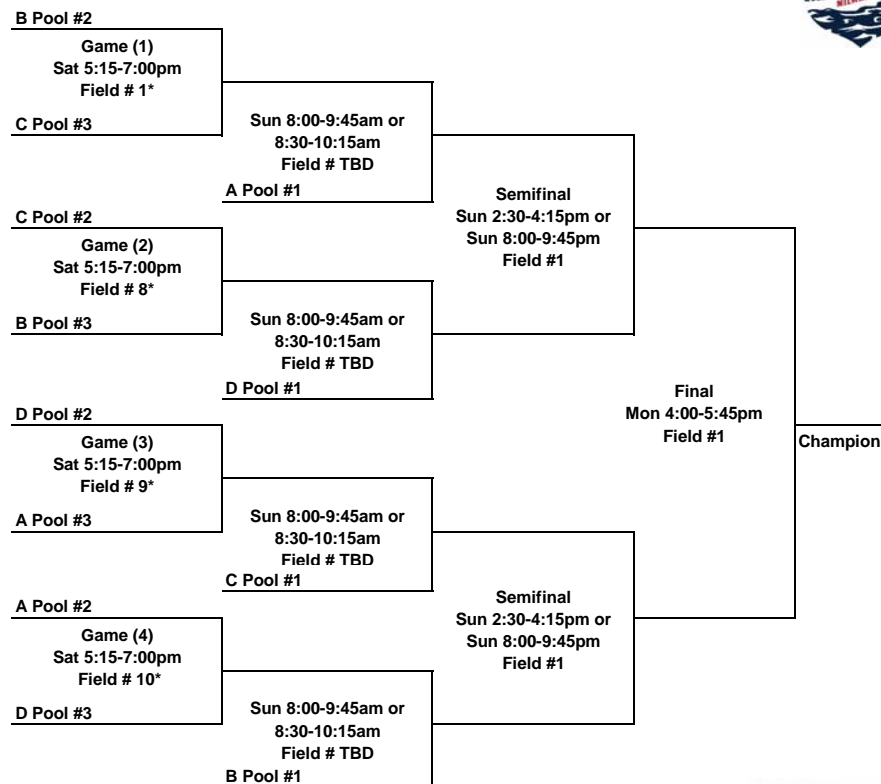 B Pool #2
Game (1)
Sat 5:15-7:00pm
Field # 1*
C Pool #3
Sun 8:00-9:45am or
8:30-10:15am
Field # TBD
A Pool #1
C Pool #2
Game (2)
Sat 5:15-7:00pm
Field # 8*
B Pool #3
Sun 8:00-9:45am or
8:30-10:15am
Field # TBD
D Pool #1
Semifinal
Sun 2:30-4:15pm or
Sun 8:00-9:45pm
Field #1
D Pool #2
Game (3)
Sat 5:15-7:00pm
Field # 9*
A Pool #3
Sun 8:00-9:45am or
8:30-10:15am
Field # TBD
C Pool #1
A Pool #2
Game (4)
Sat 5:15-7:00pm
Field # 10*
D Pool #3
Sun 8:00-9:45am or
8:30-10:15am
Field # TBD
B Pool #1
Semifinal
Sun 2:30-4:15pm or
Sun 8:00-9:45pm
Field #1
Final
Mon 4:00-5:45pm
Field #1
Champion